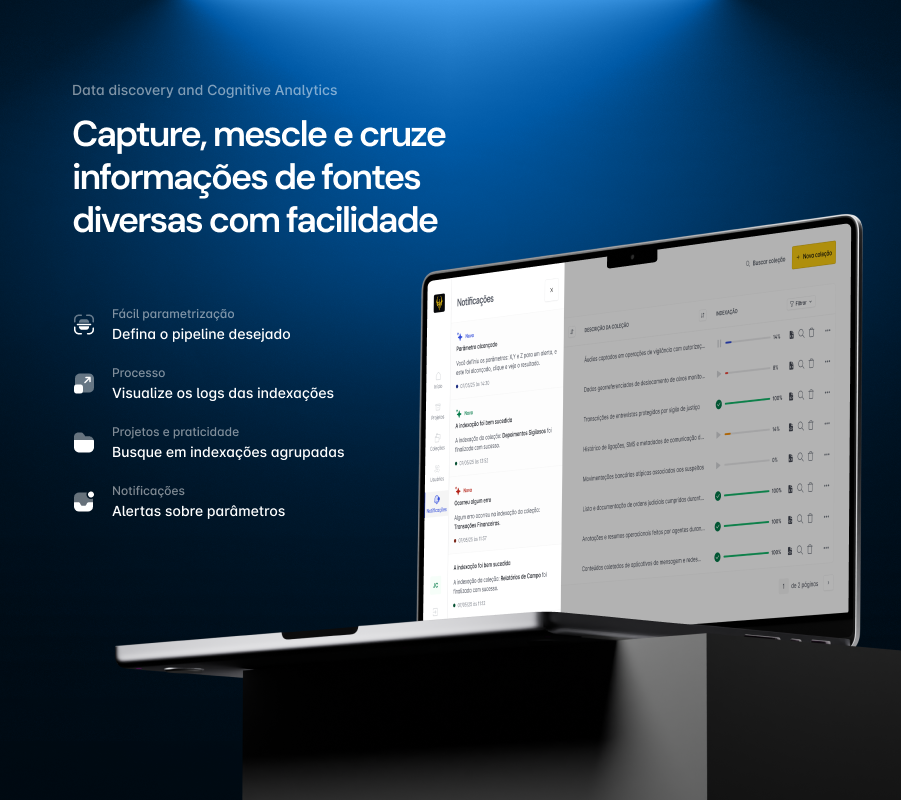 Data discovery and Cognitive Analytics
Capture, mescle e cruze
informações de fontes
diversas com facilidade
Fácil parametrização
Defina o pipeline desejado
Processo
Visualize os logs das indexações
Projetos e praticidade
Busque em indexações agrupadas
Notificações
Alertas sobre parâmetros
Notificações
x
Novo
Parâmetro alcançado
Você definiu os parâmetros: X,Y e Z para um alerta, e
este foi alcançado, clique e veja o resultado.
Novo
A indexação foi bem sucedida
A indexação da coleção: Depoimentos Sigilosos foi
finalizada com sucesso.
Novo
Ocorreu algum erro
Algum erro ocorreu na indexação da coleção:
Transações Financeiras.
A indexação foi bem sucedida
A indexação da coleção: Relatórios de Campo foi
finalizada com sucesso.
Projetos
Coleções
Usuários
Notificações
JC
Buscar coleção
+ Nova coleção
Filtrar
DESCRIÇÃO DA COLEÇÃO
INDEXAÇÃO
Áudios captados em operações de vigilância com autorizaç...
14%
Dados georreferenciados de deslocamento de alvos monito...
8%
Transcrições de entrevistas protegidas por sigilo de justiça
100%
Histórico de ligações, SMS e metadados de comunicação d...
14%
Movimentações bancárias atípicas associadas aos suspeitos
0%
Lista e documentação de ordens judiciais cumpridas durant...
100%
Anotações e resumos operacionais feitos por agentes duran...
100%
Conteúdos coletados de aplicativos de mensagem e redes...
100%
1 de 2 páginas